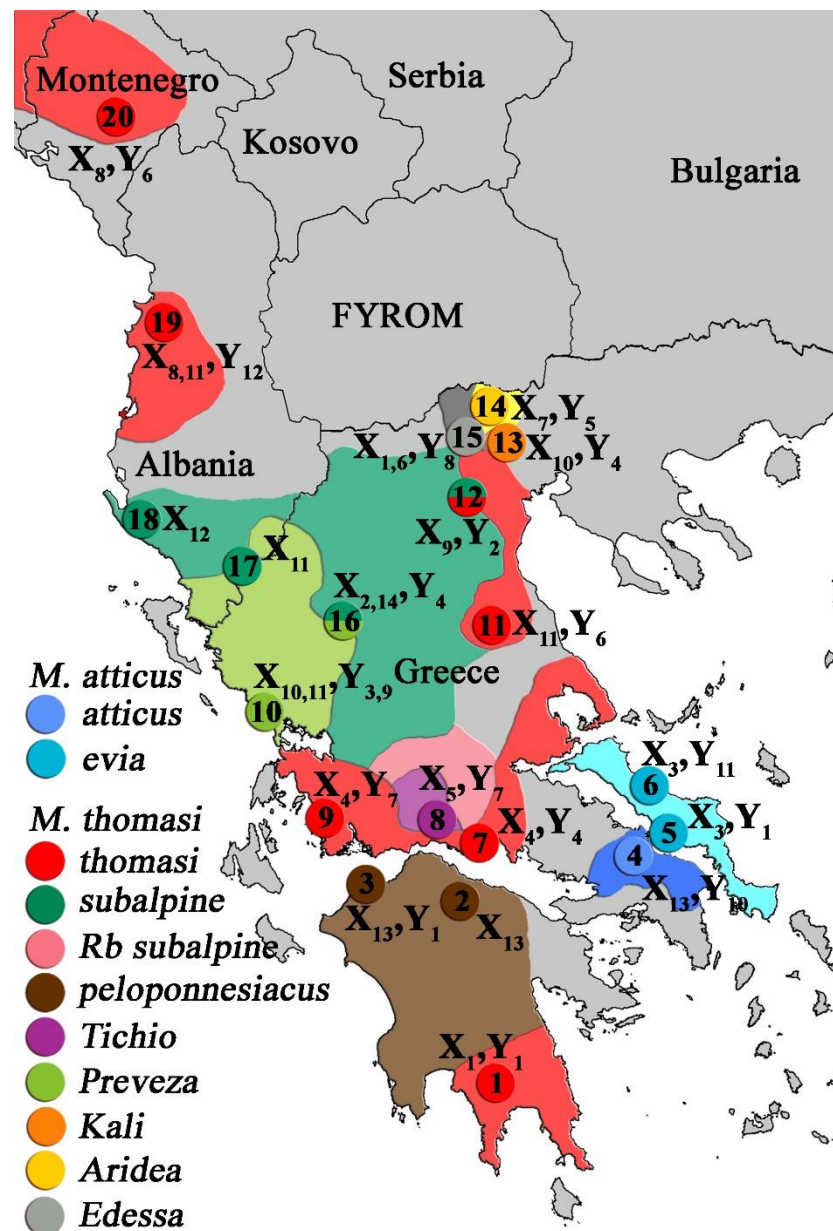 Montenegro
Serbia
20
X8,Y6
Kosovo
Bulgaria
19
X8,11,Y12
FYROM
14
X7,Y5
15
13
X1,6,Y8
X10,Y4
Albania
12
18
X12
X9,Y2
17
X11
X2,14,Y4
16
11
X11,Y6
Greece
X10,11,Y3,9
10
M. atticus
atticus
evia
X3,Y11
6
X4,Y7
X5,Y7
M. thomasi
thomasi
9
8
7
X4,Y4
5
X3,Y1
4
X13,Y10
subalpine
3
2
X13,Y1
X13
Rb subalpine
peloponnesiacus
Tichio
X1,Y1
1
Preveza
Kali
Aridea
Edessa